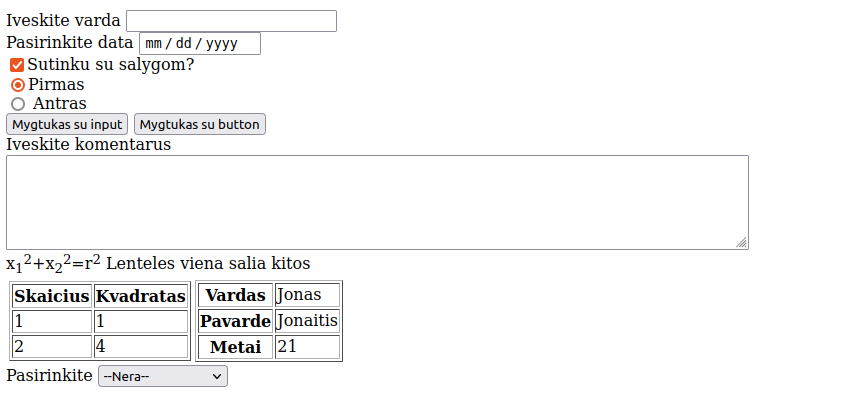 Iveskite varda
Pasirinkite data mm / dd / yyyy
Sutinku su salygom?
Pirmas
Antras
Mygtukas su input Mygtukas su button
Iveskite komentarus
x₁²+x₂²=r² Lenteles viena salia kitos
Skaicius Kvadratas Vardas Jonas
1 1 Pavarde Jonaitis
2 4 Metai 21
Pasirinkite --Nera--